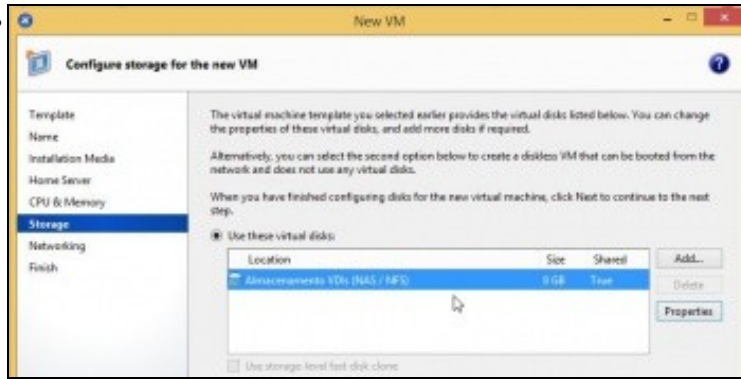 New VM
Configure storage for the new VM
Template
Name
Installation Media
Home Server
CPU & Memory
Storage
Networking
Finish
The virtual machine template you selected earlier provides the virtual disks listed below. You can change
the properties of these virtual disks, and add more disks if required.
Alternatively, you can select the second option below to create a diskless VM that can be booted from the
network and does not use any virtual disks.
When you have finished configuring disks for the new virtual machine, click Next to continue to the next
step.
Use these virtual disks:
Location Size Shared
Almacenamento VDIs (NAS / NFS) GB True
Add...
Delete
Properties
Use storage-level fast disk clone